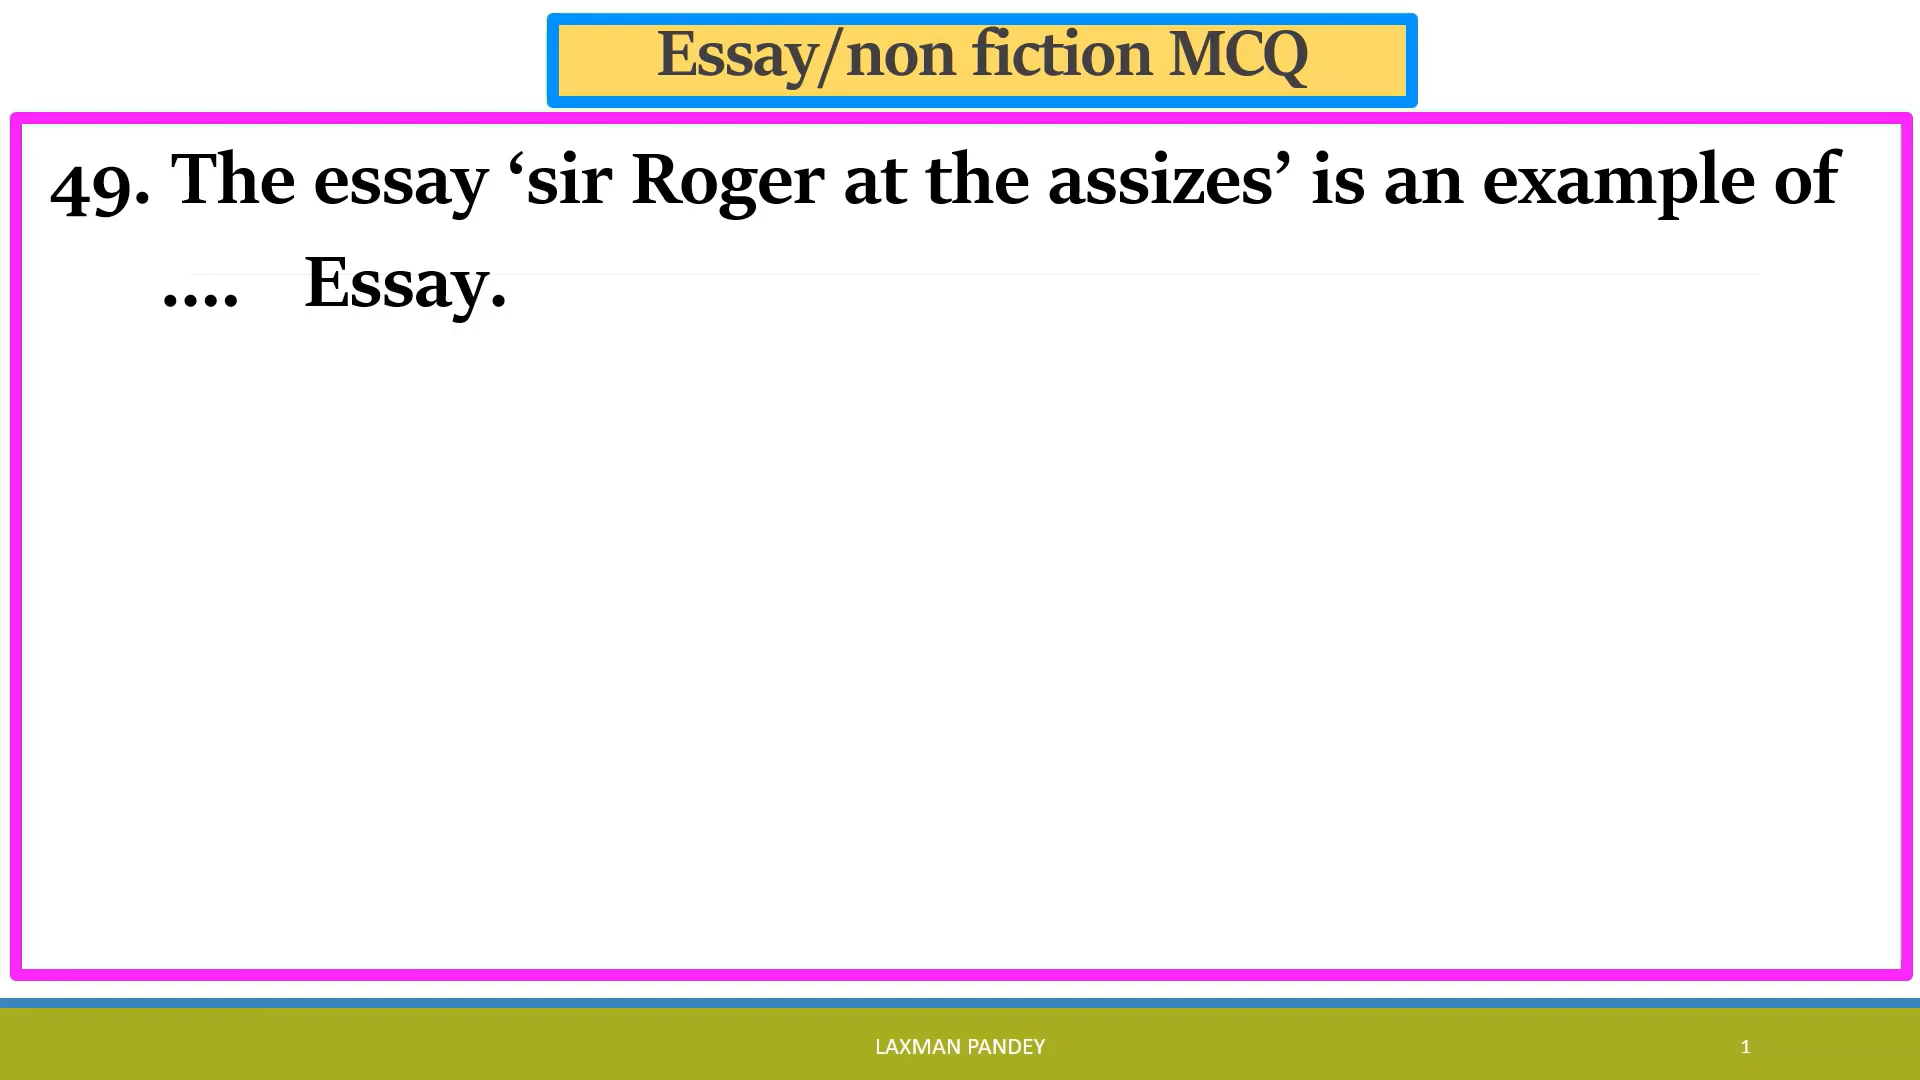 Essay/non fiction MCQ
49. The essay ‘sir Roger at the assizes’ is an example of
.... Essay.
LAXMAN PANDEY
1